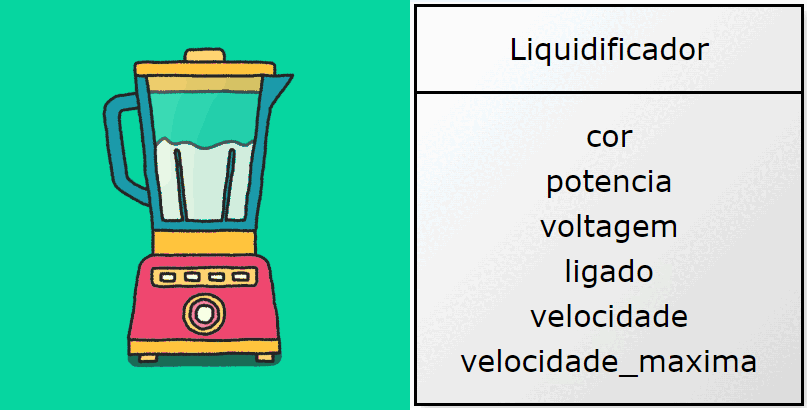 Liquidificador
cor
potencia
voltagem
ligado
velocidade
velocidade_maxima